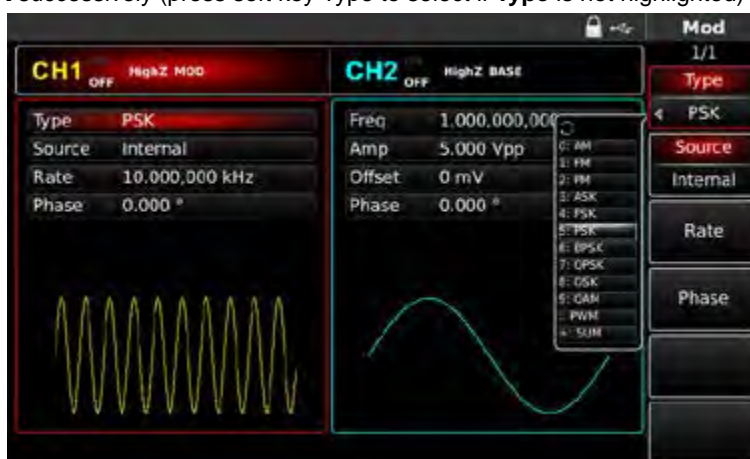 successively (press soft key Type to select if Type is not highlighted)
Mod
1/1
CH1 OFF HighZ MOD
CH2 OFF HighZ BASE
Type
PSK
Type PSK
Source Internal
Rate 10.000,000 kHz
Phase 0.000 °
Freq 1.000,000,000
Amp 5.000 Vpp
Offset 0 mV
Phase 0.000 °
0: AM
1: FM
2: PM
3: ASK
4: FSK
5: PSK
6: BPSK
7: QPSK
8: OSK
9: QAM
.: PWM
+: SUM
Source
Internal
Rate
Phase